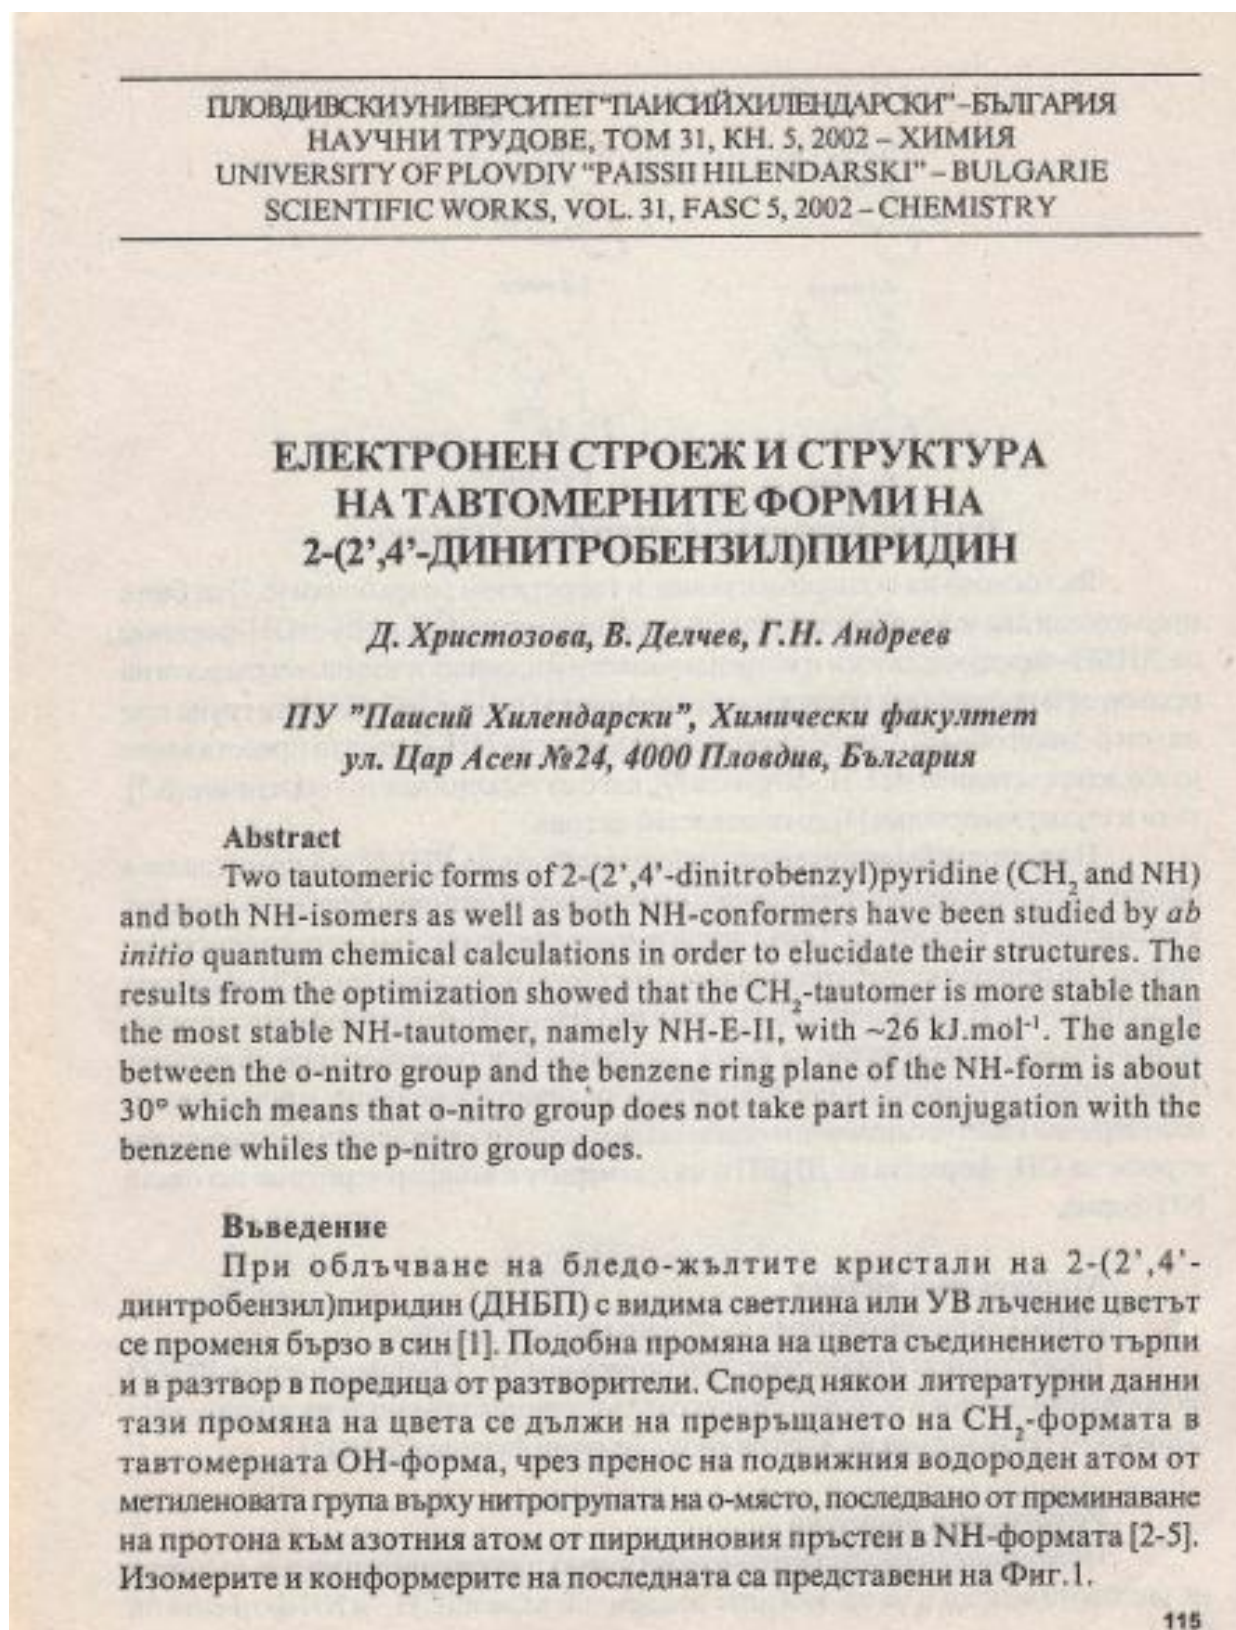 ПЛОВДИВСКИ УНИВЕРСИТЕТ “ПАИСИЙ ХИЛЕНДАРСКИ” – БЪЛГАРИЯ
НАУЧНИ ТРУДОВЕ, ТОМ 31, КН. 5, 2002 – ХИМИЯ
UNIVERSITY OF PLOVDIV “PAISSII HILENDARSKI” – BULGARIE
SCIENTIFIC WORKS, VOL. 31, FASC 5, 2002 – CHEMISTRY
ЕЛЕКТРОНЕН СТРОЕЖ И СТРУКТУРА
НА ТАВТОМЕРНИТЕ ФОРМИ НА
2-(2’,4’-ДИНИТРОБЕНЗИЛ)ПИРИДИН
Д. Христозова, В. Делчев, Г.Н. Андреев
ПУ ”Паисий Хилендарски”, Химически факултет
ул. Цар Асен №24, 4000 Пловдив, България
Abstract
Two tautomeric forms of 2-(2’,4’-dinitrobenzyl)pyridine (CH₂ and NH)
and both NH-isomers as well as both NH-conformers have been studied by ab
initio quantum chemical calculations in order to elucidate their structures. The
results from the optimization showed that the CH₂-tautomer is more stable than
the most stable NH-tautomer, namely NH-E-II, with ~26 kJ.mol⁻¹. The angle
between the o-nitro group and the benzene ring plane of the NH-form is about
30° which means that o-nitro group does not take part in conjugation with the
benzene whiles the p-nitro group does.
Въведение
При облъчване на бледо-жълтите кристали на 2-(2’,4’-
динтробензил)пиридин (ДНБП) с видима светлина или УВ лъчение цветът
се променя бързо в син [1]. Подобна промяна на цвета съединението търпи
и в разтвор в поредица от разтворители. Според някои литературни данни
тази промяна на цвета се дължи на превръщането на CH₂-формата в
тавтомерната ОН-форма, чрез пренос на подвижния водороден атом от
метиленовата група върху нитрогрупата на о-място, последвано от преминаване
на протона към азотния атом от пиридиновия пръстен в NH-формата [2-5].
Изомерите и конформерите на последната са представени на Фиг.1.
115